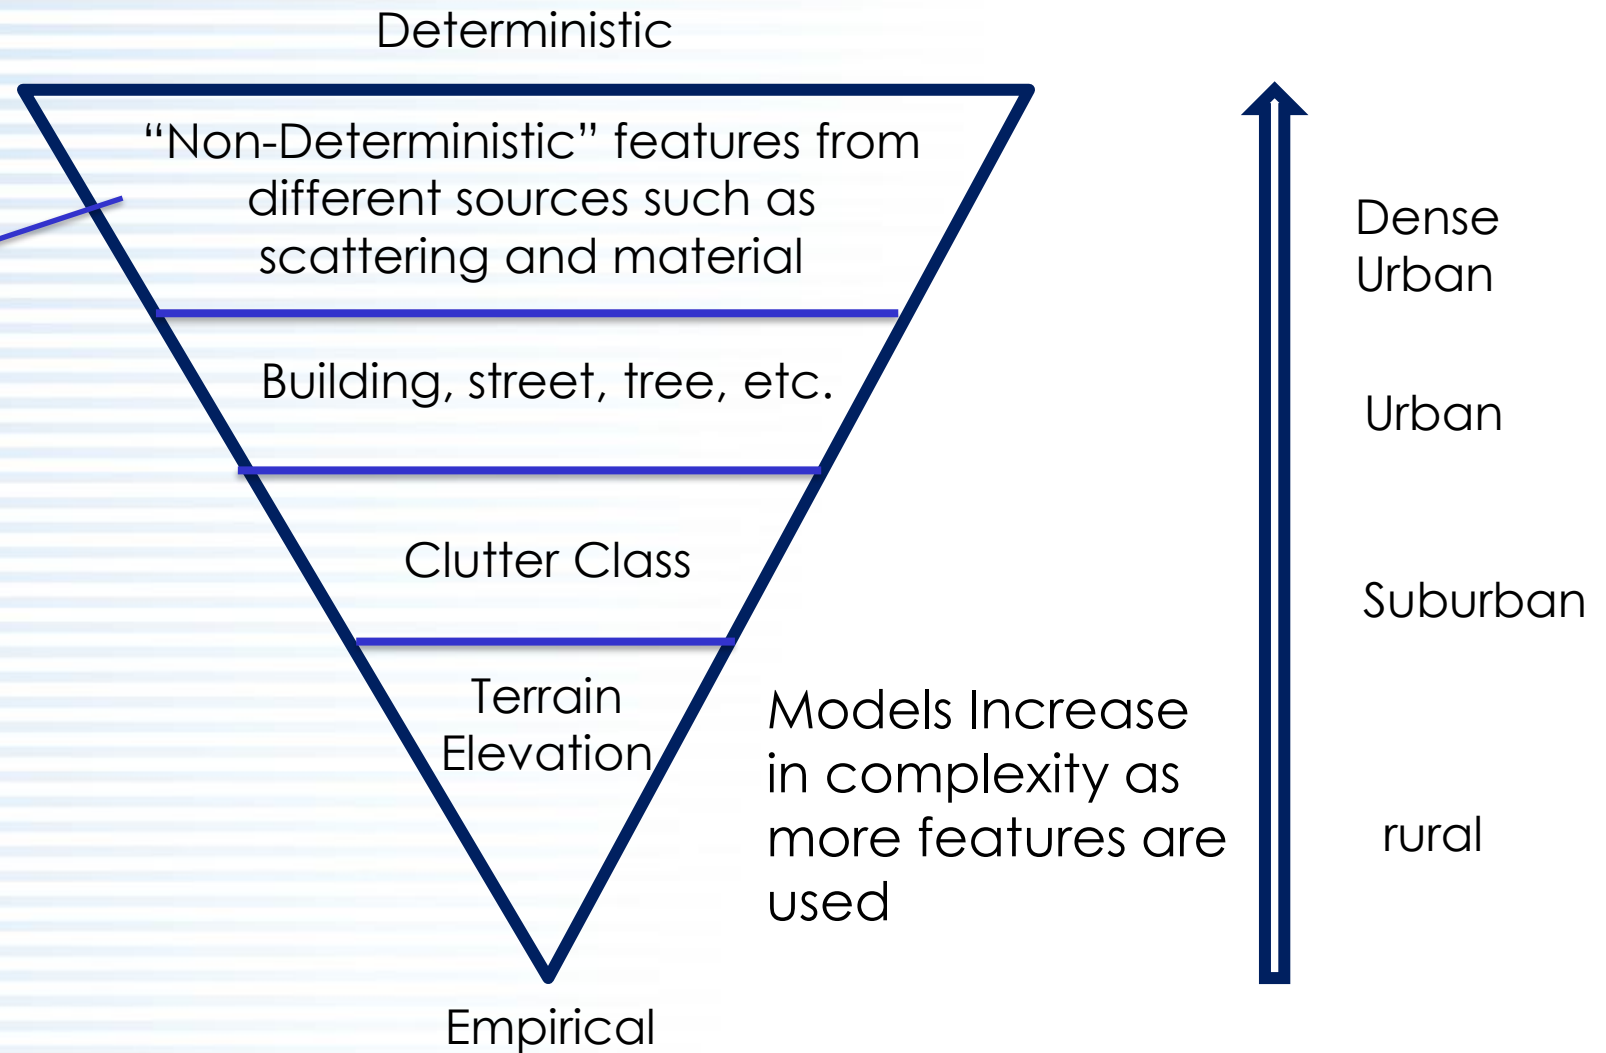 Deterministic
“Non-Deterministic” features from
different sources such as
scattering and material
Building, street, tree, etc.
Clutter Class
Terrain
Elevation
Empirical
Models Increase
in complexity as
more features are
used
Dense
Urban
Urban
Suburban
rural